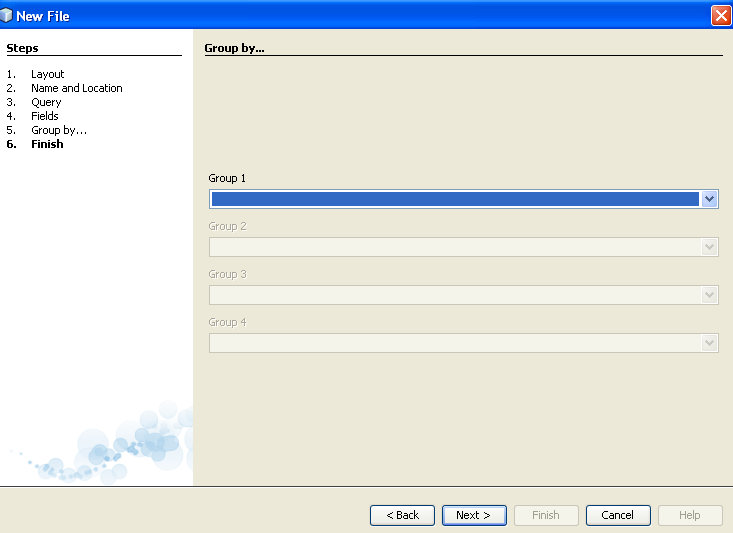 New File
Steps
1. Layout
2. Name and Location
3. Query
4. Fields
5. Group by...
6. Finish
Group by...
Group 1
Group 2
Group 3
Group 4
< Back Next > Finish Cancel Help